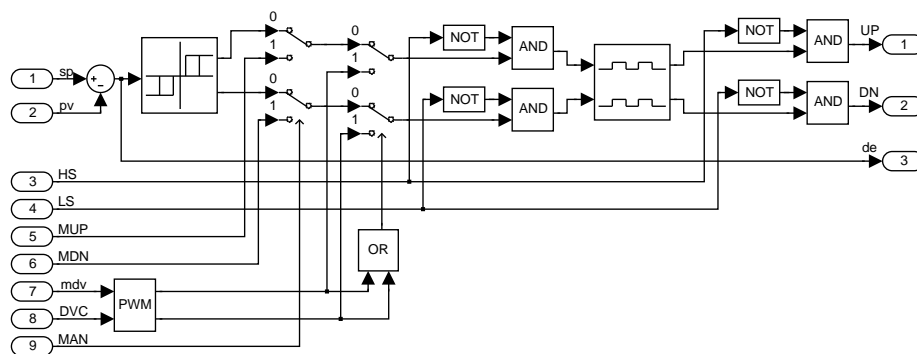 0 0 NOT NOT UP
1 1 AND AND 1
1 sp + −
2 pv 0 0 NOT NOT DN
1 1 AND AND 2
de
3
3 HS
4 LS
5 MUP
6 MDN OR
7 mdv
PWM
8 DVC
9 MAN